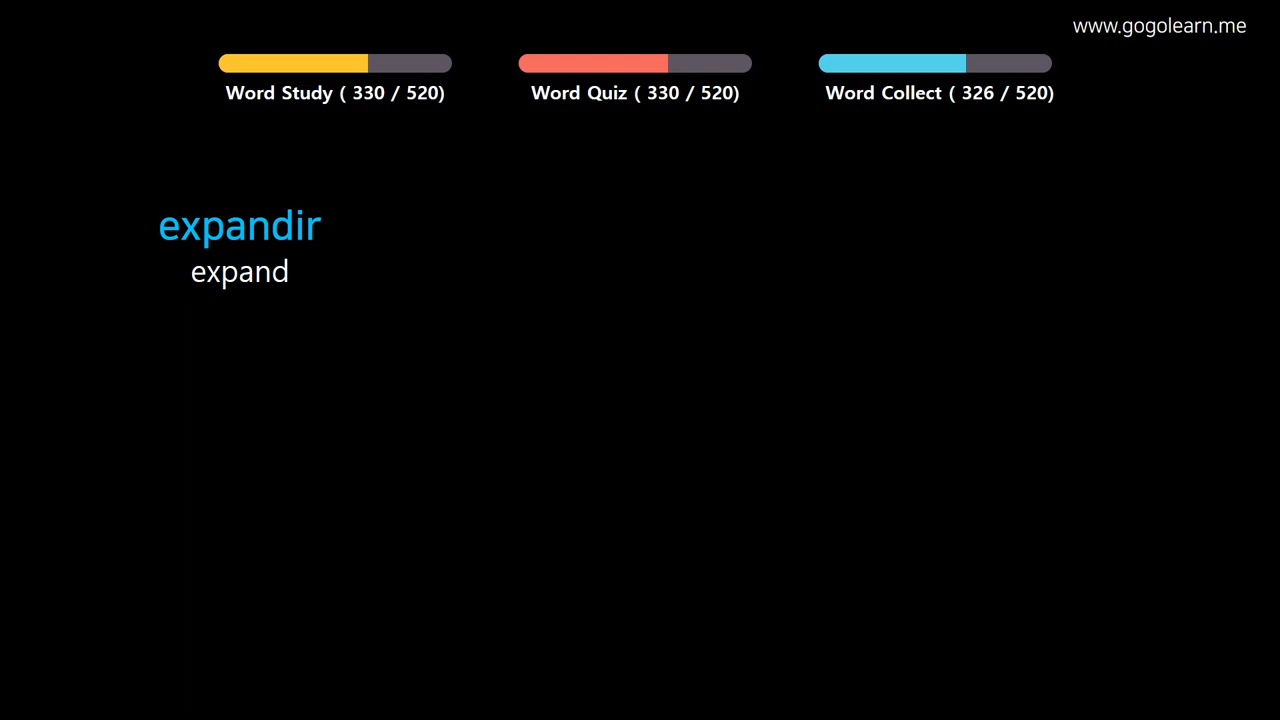 www.gogolearn.me
Word Study ( 330 / 520)
Word Quiz ( 330 / 520)
Word Collect ( 326 / 520)
expandir
expand